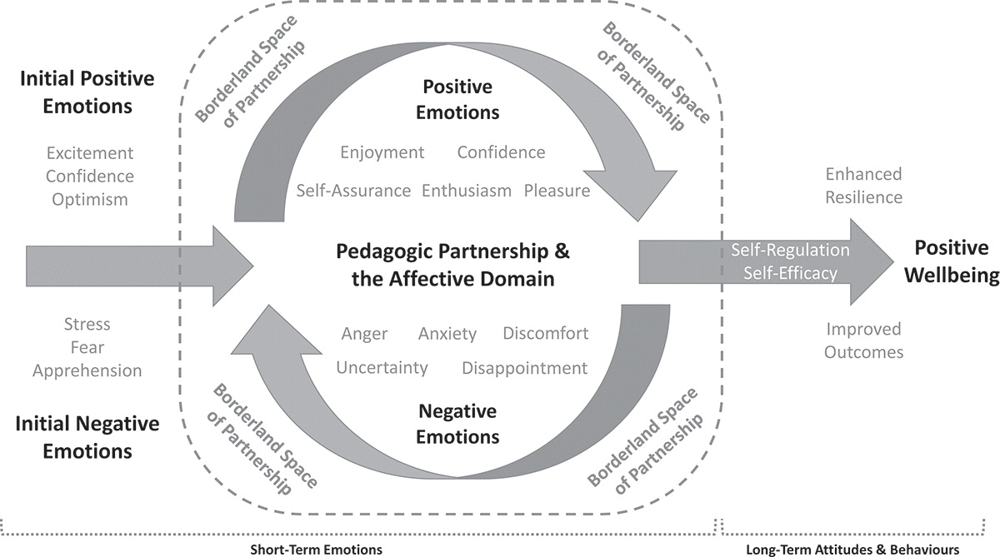 Initial Positive
Emotions
Excitement
Confidence
Optimism
Stress
Fear
Apprehension
Initial Negative
Emotions
Borderland Space
of Partnership
Borderland Space
of Partnership
Positive
Emotions
Enjoyment Confidence
Self-Assurance Enthusiasm Pleasure
Pedagogic Partnership &
the Affective Domain
Anger Anxiety Discomfort
Uncertainty Disappointment
Negative
Emotions
Borderland Space
of Partnership
Borderland Space
of Partnership
Enhanced
Resilience
Self-Regulation
Self-Efficacy
Positive
Wellbeing
Improved
Outcomes
Short-Term Emotions
Long-Term Attitudes & Behaviours